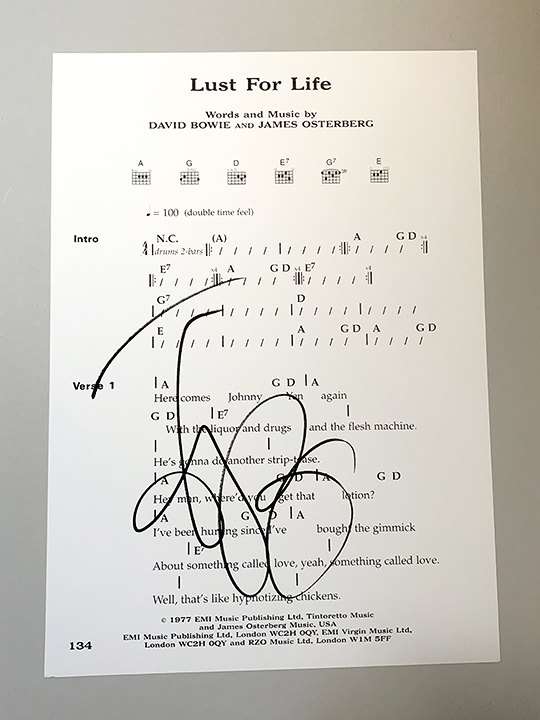 Lust For Life
Words and Music by
DAVID BOWIE AND JAMES OSTERBERG
A G D E7 G7 E
♩ = 100 (double time feel)
Intro N.C. (A) A G D x4
4/4 drums 2-bars
E7 x4 A G D x4 E7 x4
G7 D
E A G D A G D
Verse 1 A G D A
Here comes Johnny Yen again
G D E7
With the liquor and drugs and the flesh machine.
He's gonna do another strip-tease.
A G D A G D
Hey man, where'd you get that lotion?
A G D A
I've been hurting since I've bought the gimmick
E7
About something called love, yeah, something called love.
Well, that's like hypnotizing chickens.
© 1977 EMI Music Publishing Ltd, Tintoretto Music
and James Osterberg Music, USA
EMI Music Publishing Ltd, London WC2H 0QY, EMI Virgin Music Ltd,
London WC2H 0QY and RZO Music Ltd, London W1M 5FF
134